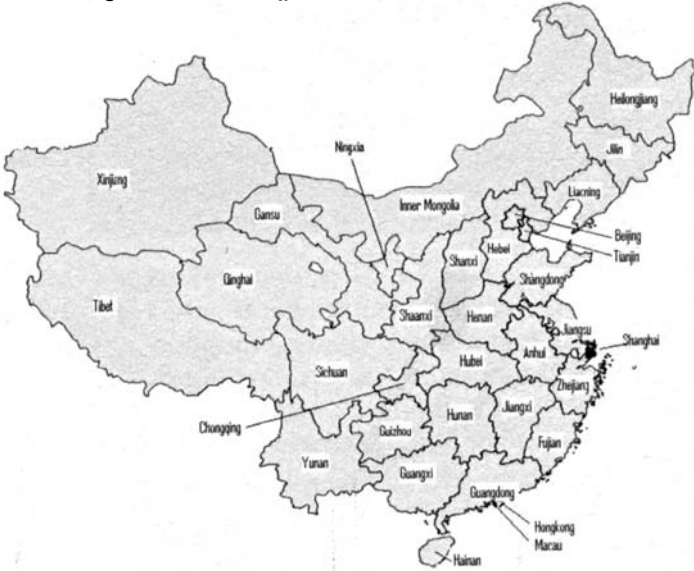 Heilongjiang
Jilin
Ningxia
Xinjiang
Liaoning
Inner Mongolia
Gansu
Beijing
Hebei
Tianjin
Shanxi
Qinghai
Shangdong
Tibet
Shaanxi
Henan
Jiangsu
Shanghai
Anhui
Hubei
Sichuan
Zhejiang
Jiangxi
Hunan
Chongqing
Guizhou
Fujian
Yunan
Guangxi
Guangdong
Hongkong
Macau
Hainan